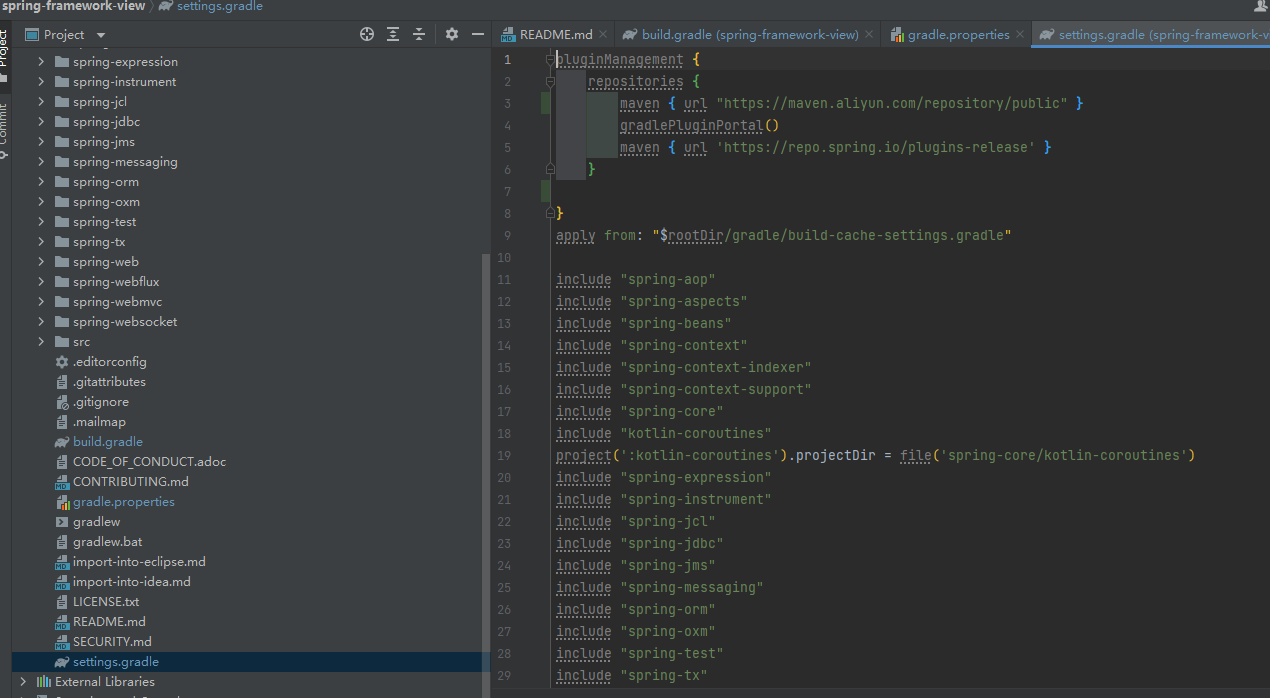 spring-framework-view 〉 settings.gradle
Project
Project
Commit
spring-expression
spring-instrument
spring-jcl
spring-jdbc
spring-jms
spring-messaging
spring-orm
spring-oxm
spring-test
spring-tx
spring-web
spring-webflux
spring-webmvc
spring-websocket
src
.editorconfig
.gitattributes
.gitignore
.mailmap
build.gradle
CODE_OF_CONDUCT.adoc
CONTRIBUTING.md
gradle.properties
gradlew
gradlew.bat
import-into-eclipse.md
import-into-idea.md
LICENSE.txt
README.md
SECURITY.md
settings.gradle
External Libraries
README.md
build.gradle (spring-framework-view)
gradle.properties
settings.gradle (spring-framework-v
1 pluginManagement {
2 repositories {
3 maven { url "https://maven.aliyun.com/repository/public" }
4 gradlePluginPortal()
5 maven { url 'https://repo.spring.io/plugins-release' }
6 }
7
8 }
9 apply from: "$rootDir/gradle/build-cache-settings.gradle"
10
11 include "spring-aop"
12 include "spring-aspects"
13 include "spring-beans"
14 include "spring-context"
15 include "spring-context-indexer"
16 include "spring-context-support"
17 include "spring-core"
18 include "kotlin-coroutines"
19 project(':kotlin-coroutines').projectDir = file('spring-core/kotlin-coroutines')
20 include "spring-expression"
21 include "spring-instrument"
22 include "spring-jcl"
23 include "spring-jdbc"
24 include "spring-jms"
25 include "spring-messaging"
26 include "spring-orm"
27 include "spring-oxm"
28 include "spring-test"
29 include "spring-tx"